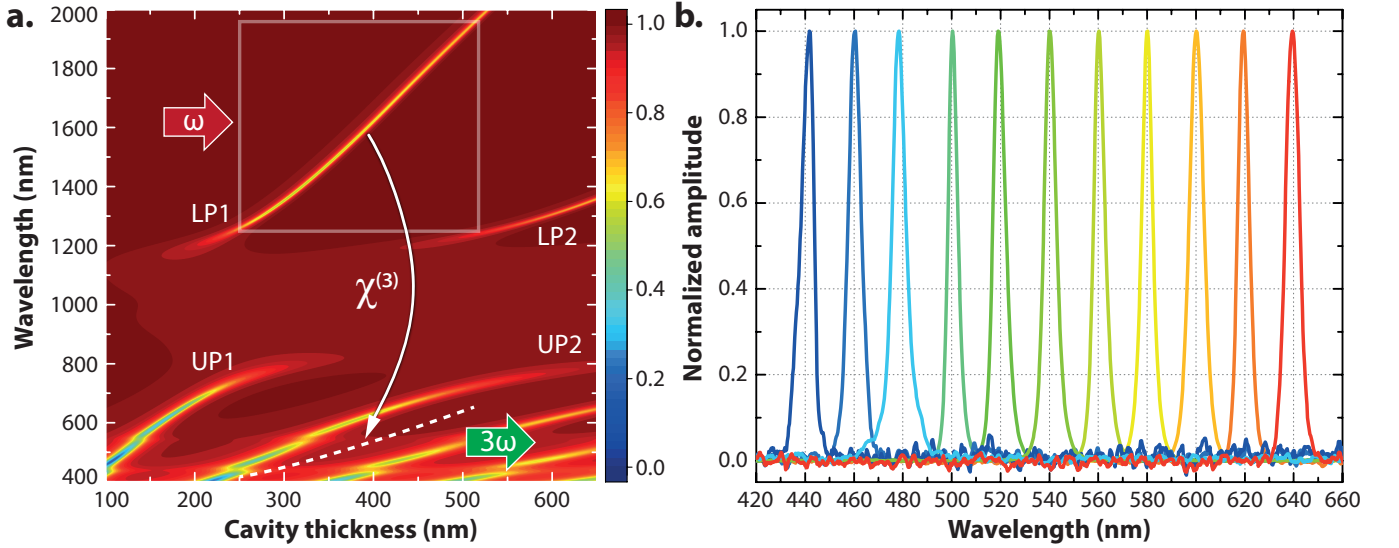 a.
2000
1800
1600
1400
1200
1000
800
600
400
Wavelength (nm)
100
200
300
400
500
600
Cavity thickness (nm)
ω
LP1
LP2
χ(3)
UP1
UP2
3ω
1.0
0.8
0.6
0.4
0.2
0.0
b.
1.0
0.8
0.6
0.4
0.2
0.0
Normalized amplitude
420 440 460 480 500 520 540 560 580 600 620 640 660
Wavelength (nm)